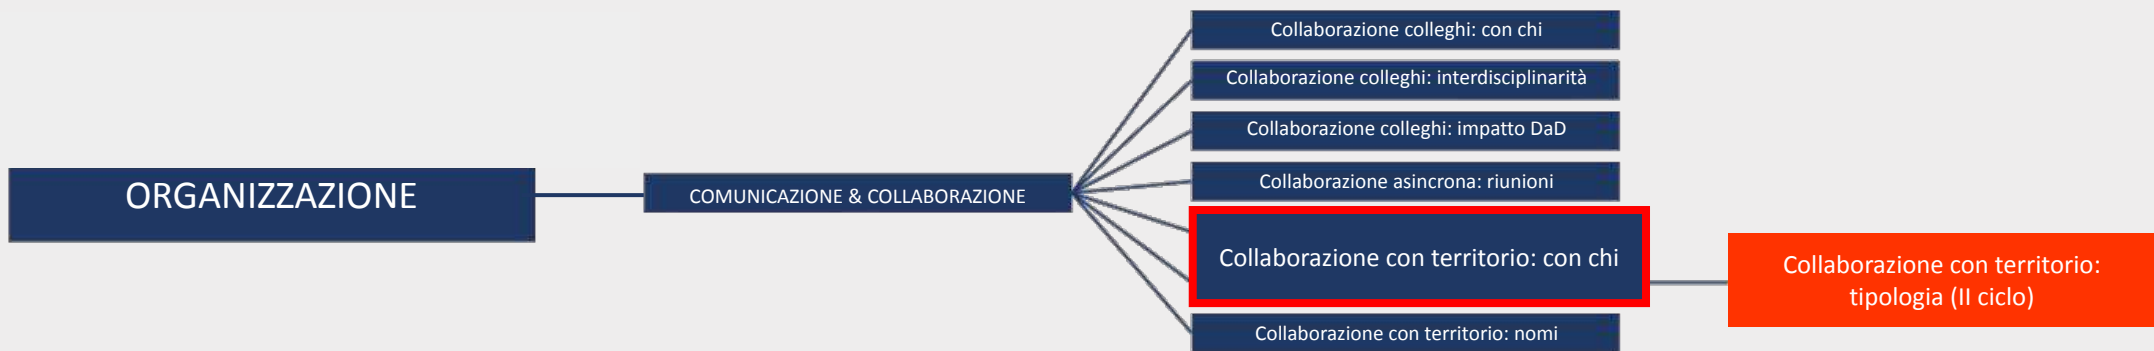 Collaborazione colleghi: con chi
Collaborazione colleghi: interdisciplinarità
Collaborazione colleghi: impatto DaD
ORGANIZZAZIONE
COMUNICAZIONE & COLLABORAZIONE
Collaborazione asincrona: riunioni
Collaborazione con territorio: con chi
Collaborazione con territorio:
tipologia (II ciclo)
Collaborazione con territorio: nomi